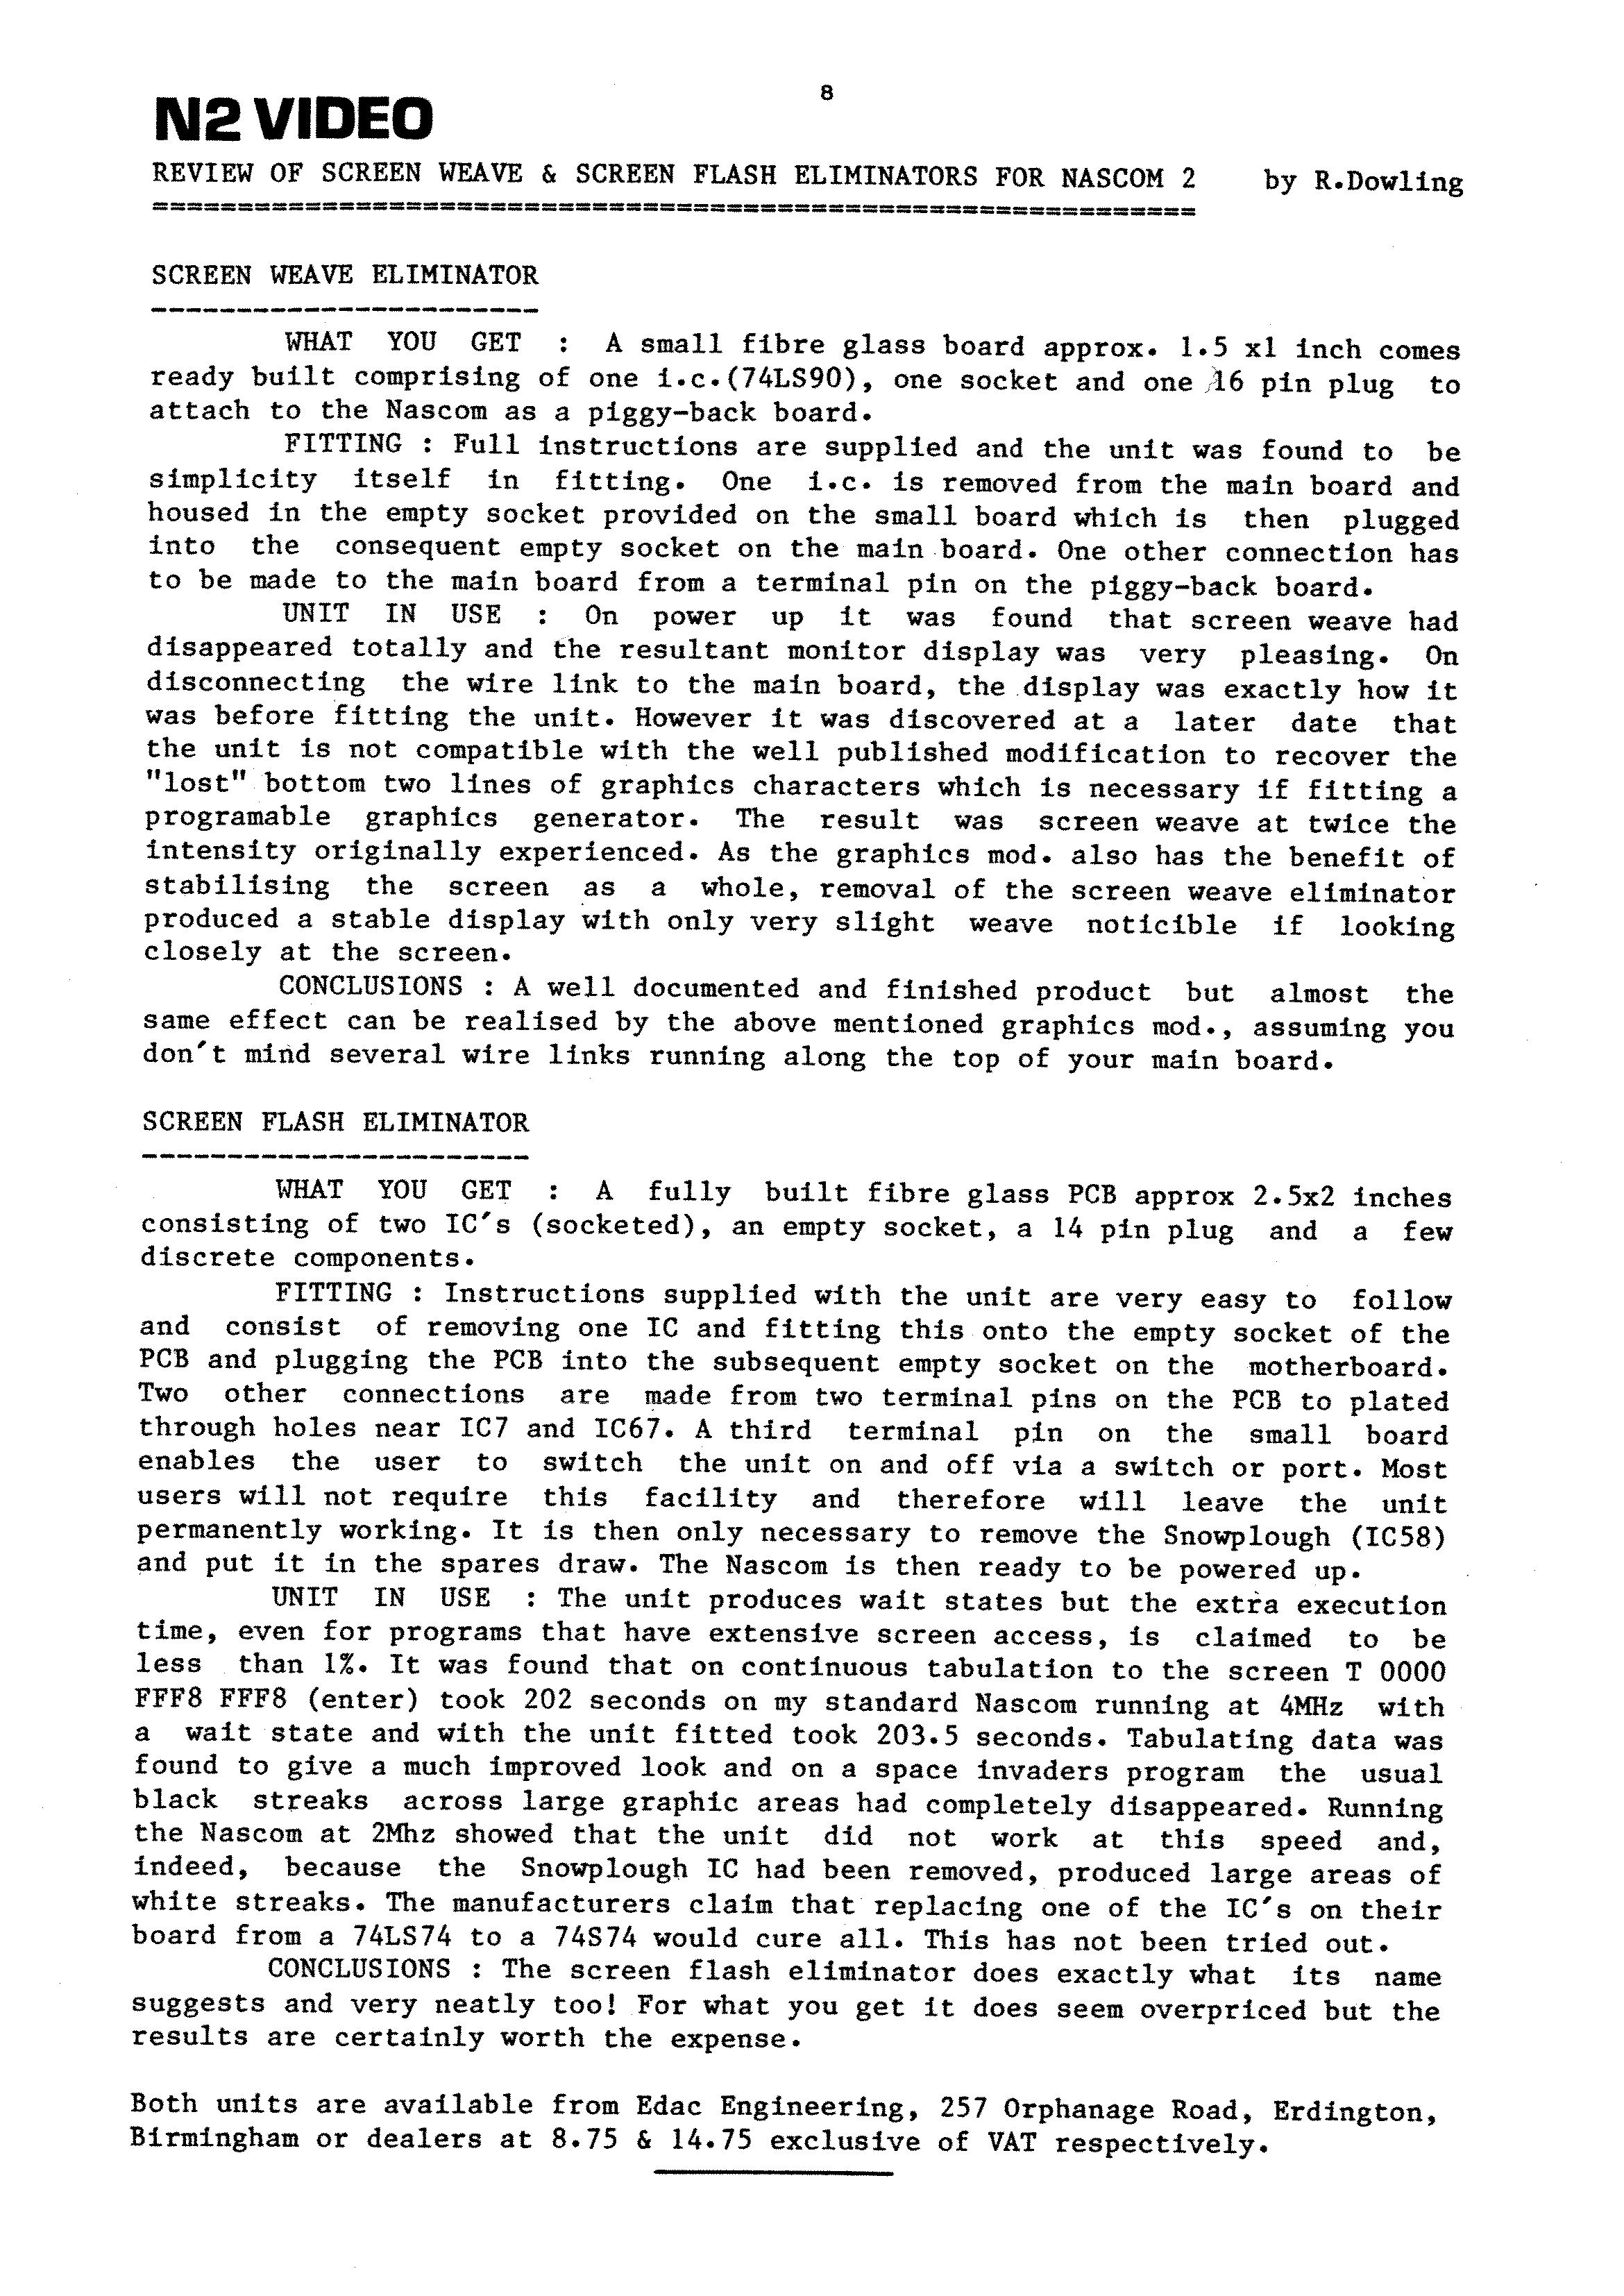 8
N2 VIDEO
REVIEW OF SCREEN WEAVE & SCREEN FLASH ELIMINATORS FOR NASCOM 2 by R.Dowling
==============================================================
SCREEN WEAVE ELIMINATOR
-----------------------
WHAT YOU GET : A small fibre glass board approx. 1.5 x1 inch comes
ready built comprising of one i.c.(74LS90), one socket and one 16 pin plug to
attach to the Nascom as a piggy-back board.
FITTING : Full instructions are supplied and the unit was found to be
simplicity itself in fitting. One i.c. is removed from the main board and
housed in the empty socket provided on the small board which is then plugged
into the consequent empty socket on the main board. One other connection has
to be made to the main board from a terminal pin on the piggy-back board.
UNIT IN USE : On power up it was found that screen weave had
disappeared totally and the resultant monitor display was very pleasing. On
disconnecting the wire link to the main board, the display was exactly how it
was before fitting the unit. However it was discovered at a later date that
the unit is not compatible with the well published modification to recover the
"lost" bottom two lines of graphics characters which is necessary if fitting a
programable graphics generator. The result was screen weave at twice the
intensity originally experienced. As the graphics mod. also has the benefit of
stabilising the screen as a whole, removal of the screen weave eliminator
produced a stable display with only very slight weave noticible if looking
closely at the screen.
CONCLUSIONS : A well documented and finished product but almost the
same effect can be realised by the above mentioned graphics mod., assuming you
don't mind several wire links running along the top of your main board.
SCREEN FLASH ELIMINATOR
-----------------------
WHAT YOU GET : A fully built fibre glass PCB approx 2.5x2 inches
consisting of two IC's (socketed), an empty socket, a 14 pin plug and a few
discrete components.
FITTING : Instructions supplied with the unit are very easy to follow
and consist of removing one IC and fitting this onto the empty socket of the
PCB and plugging the PCB into the subsequent empty socket on the motherboard.
Two other connections are made from two terminal pins on the PCB to plated
through holes near IC7 and IC67. A third terminal pin on the small board
enables the user to switch the unit on and off via a switch or port. Most
users will not require this facility and therefore will leave the unit
permanently working. It is then only necessary to remove the Snowplough (IC58)
and put it in the spares draw. The Nascom is then ready to be powered up.
UNIT IN USE : The unit produces wait states but the extra execution
time, even for programs that have extensive screen access, is claimed to be
less than 1%. It was found that on continuous tabulation to the screen T 0000
FFF8 FFF8 (enter) took 202 seconds on my standard Nascom running at 4MHz with
a wait state and with the unit fitted took 203.5 seconds. Tabulating data was
found to give a much improved look and on a space invaders program the usual
black streaks across large graphic areas had completely disappeared. Running
the Nascom at 2Mhz showed that the unit did not work at this speed and,
indeed, because the Snowplough IC had been removed, produced large areas of
white streaks. The manufacturers claim that replacing one of the IC's on their
board from a 74LS74 to a 74S74 would cure all. This has not been tried out.
CONCLUSIONS : The screen flash eliminator does exactly what its name
suggests and very neatly too! For what you get it does seem overpriced but the
results are certainly worth the expense.
Both units are available from Edac Engineering, 257 Orphanage Road, Erdington,
Birmingham or dealers at 8.75 & 14.75 exclusive of VAT respectively.